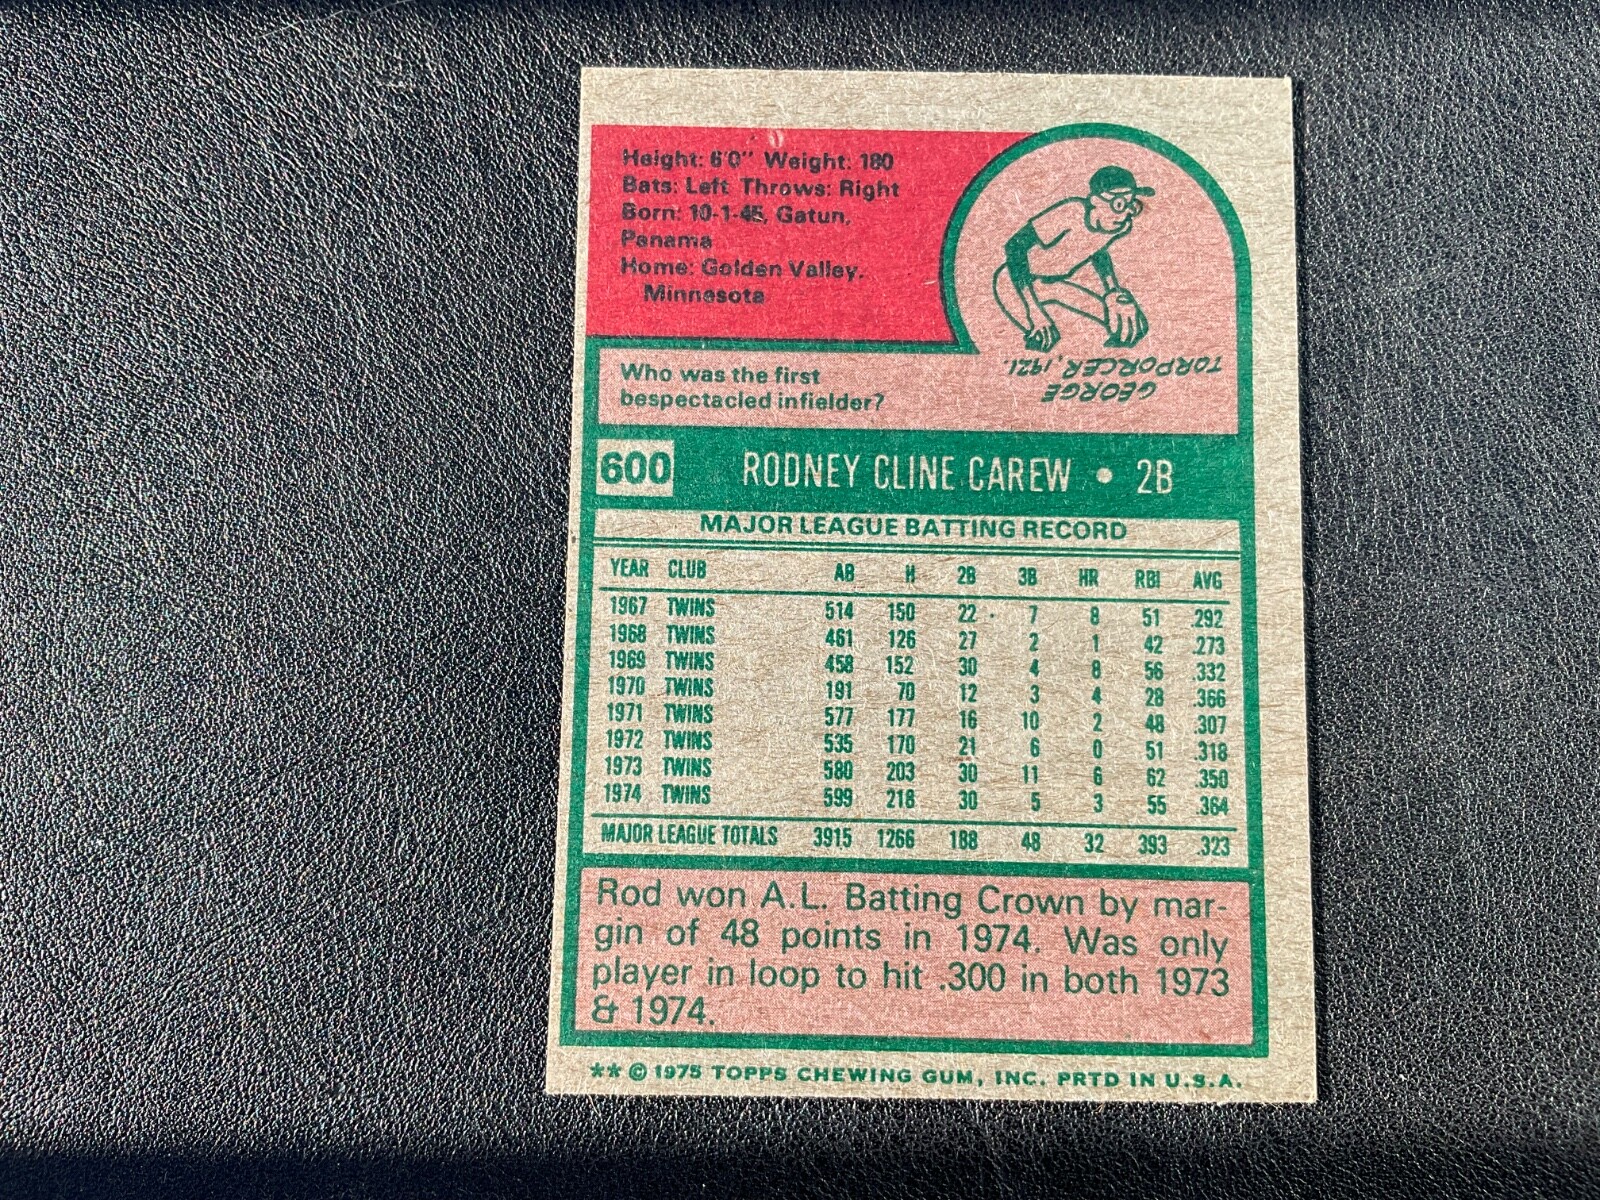 Height: 6'0" Weight: 180
Bats: Left Throws: Right
Born: 10-1-45, Gatun,
Panama
Home: Golden Valley,
Minnesota
Who was the first
bespectacled infielder?
GEORGE
TORPORCER, 1921.
600 RODNEY CLINE CAREW • 2B
MAJOR LEAGUE BATTING RECORD
YEAR CLUB AB H 2B 3B HR RBI AVG
1967 TWINS 514 150 22 7 8 51 .292
1968 TWINS 461 126 27 2 1 42 .273
1969 TWINS 458 152 30 4 8 56 .332
1970 TWINS 191 70 12 3 4 28 .366
1971 TWINS 577 177 16 10 2 48 .307
1972 TWINS 535 170 21 6 0 51 .318
1973 TWINS 580 203 30 11 6 62 .350
1974 TWINS 599 218 30 5 3 55 .364
MAJOR LEAGUE TOTALS 3915 1266 188 48 32 393 .323
Rod won A.L. Batting Crown by mar-
gin of 48 points in 1974. Was only
player in loop to hit .300 in both 1973
& 1974.
** © 1975 TOPPS CHEWING GUM, INC. PRTD IN U.S.A.